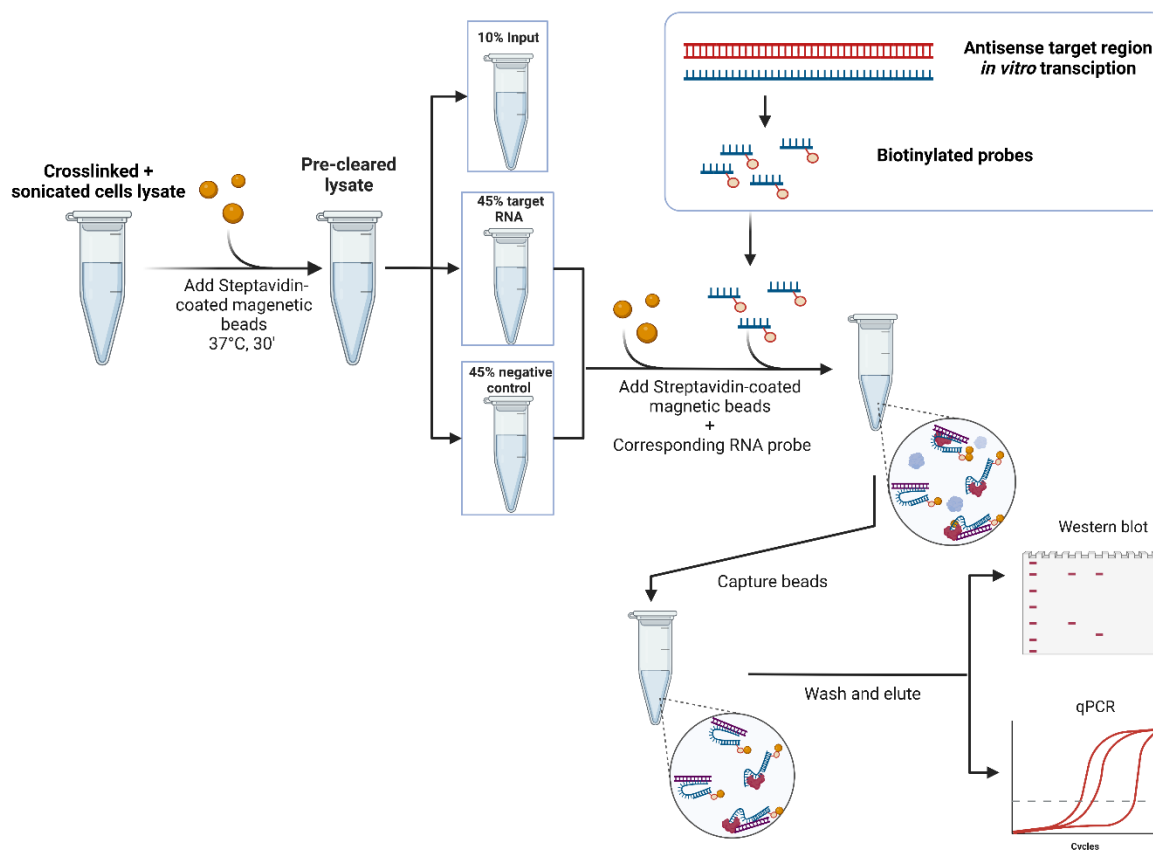 10% Input
Antisense target region
in vitro transciption
Biotinylated probes
Crosslinked +
sonicated cells lysate
Pre-cleared
lysate
45% target
RNA
Add Steptavidin-
coated magenetic
beads
37°C, 30'
45% negative
control
Add Streptavidin-coated
magnetic beads
+
Corresponding RNA probe
Western blot
Capture beads
Wash and elute
qPCR
Cycles